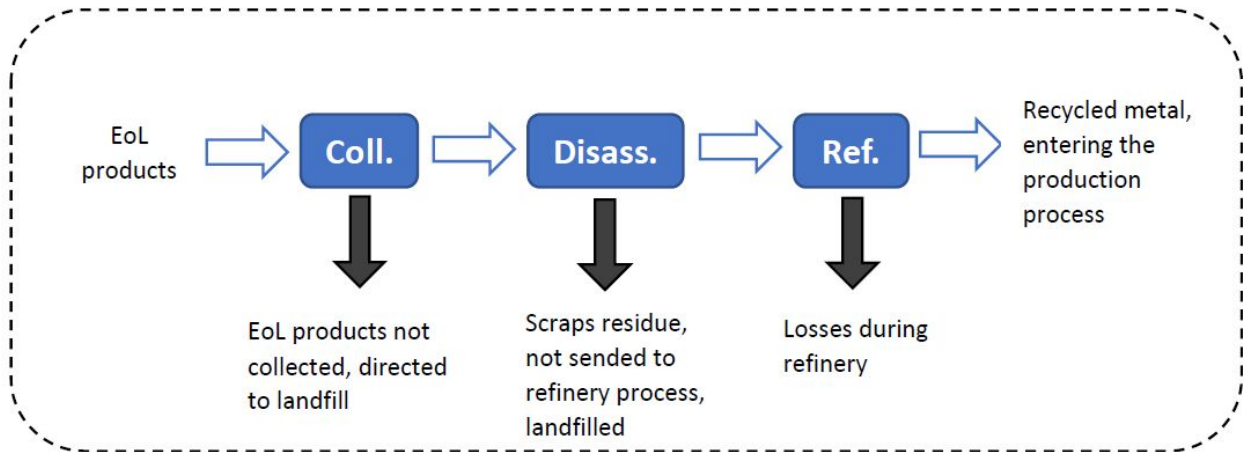 EoL
products
Coll.
Disass.
Ref.
Recycled metal,
entering the
production
process
EoL products not
collected, directed
to landfill
Scraps residue,
not sended to
refinery process,
landfilled
Losses during
refinery